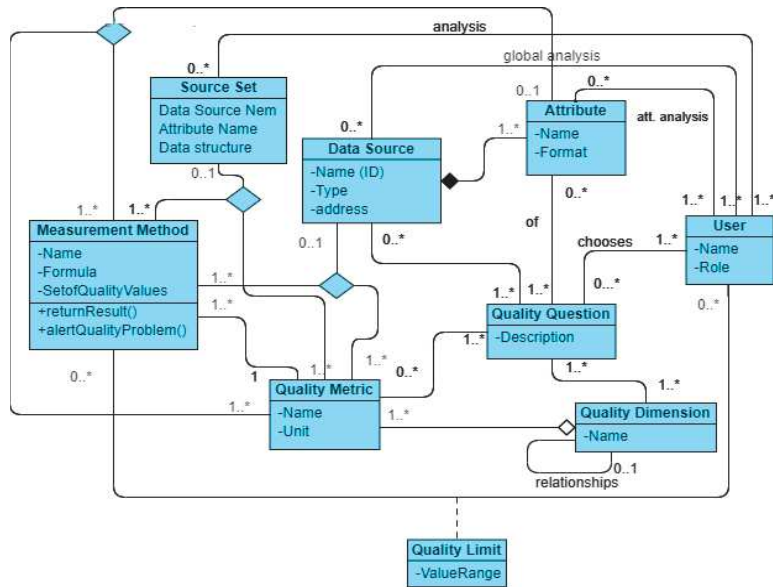 analysis
global analysis
0..*
Source Set
Data Source Nem
Attribute Name
Data structure
0..1
0..*
Data Source
-Name (ID)
-Type
-address
0..1
0..*
0..1
Attribute
-Name
-Format
1..*
0..*
0..*
att. analysis
of
1..*
1..*
1..*
User
-Name
-Role
1..*
0..*
chooses
0...*
1..*
1..*
Measurement Method
-Name
-Formula
-SetofQualityValues
+returnResult()
+alertQualityProblem()
1..*
1..*
0..*
1..*
1..*
Quality Question
-Description
1..*
1..*
1..*
1
1..*
1..*
0..*
1..*
Quality Metric
-Name
-Unit
1..*
1..*
Quality Dimension
-Name
0..1
relationships
Quality Limit
-ValueRange